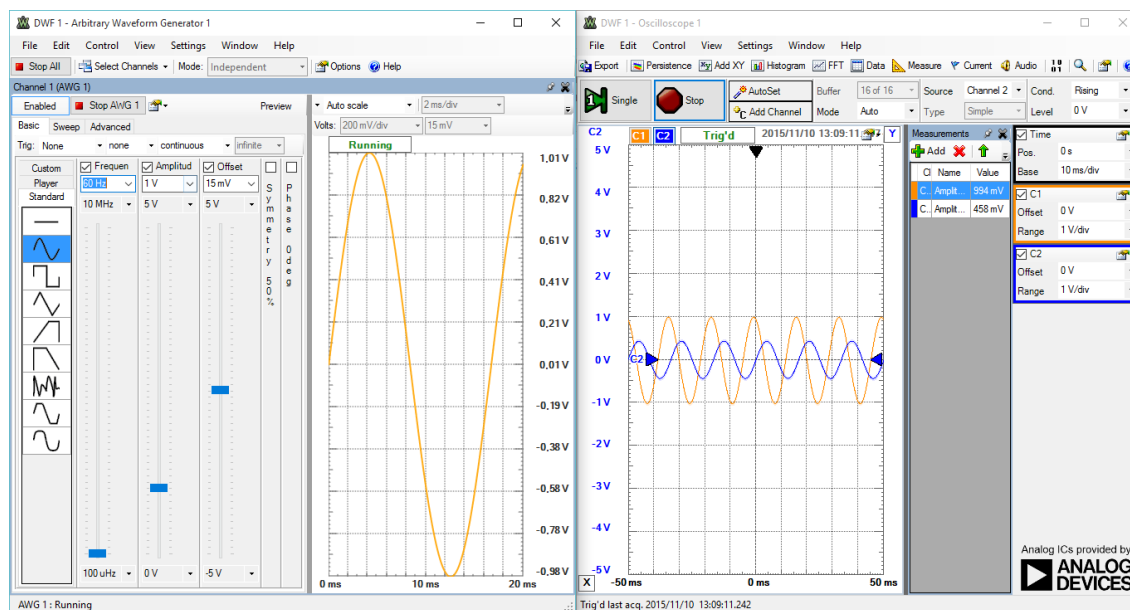 DWF 1 - Arbitrary Waveform Generator 1
File Edit Control View Settings Window Help
Stop All Select Channels Mode: Independent Options Help
Channel 1 (AWG 1)
Enabled Stop AWG 1 Preview
Basic Sweep Advanced
Trig: None none continuous infinite
Custom
Player
Standard
Frequen Amplitud Offset
60 Hz 1 V 15 mV
10 MHz 5 V 5 V
Symmetry 50%
Phase 0 deg
100 uHz 0 V -5 V
Auto scale 2 ms/div
Volts: 200 mV/div 15 mV
Running
1,01 V
0,82 V
0,61 V
0,41 V
0,21 V
0,01 V
-0,19 V
-0,38 V
-0,58 V
-0,78 V
-0,98 V
0 ms 10 ms 20 ms
AWG 1 : Running
DWF 1 - Oscilloscope 1
File Edit Control View Settings Window Help
Export Persistence Add XY Histogram FFT Data Measure Current Audio
Single Stop AutoSet Buffer 16 of 16 Source Channel 2 Cond. Rising
Add Channel Mode Auto Type Simple Level 0 V
C2 C1 C2 Trig'd 2015/11/10 13:09:11 Y
5 V
4 V
3 V
2 V
1 V
0 V C2
-1 V
-2 V
-3 V
-4 V
-5 V
X -50 ms 0 ms 50 ms
Measurements
Add
Name Value
C.. Amplit... 994 mV
C.. Amplit... 458 mV
Time
Pos. 0 s
Base 10 ms/div
C1
Offset 0 V
Range 1 V/div
C2
Offset 0 V
Range 1 V/div
Analog ICs provided by
ANALOG
DEVICES
Trig'd last acq. 2015/11/10 13:09:11.242